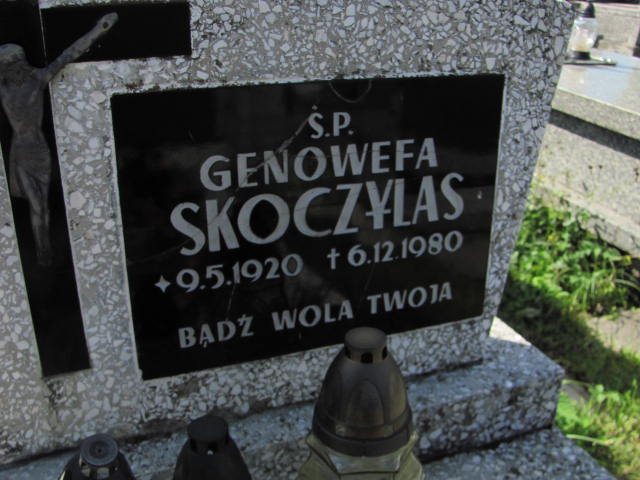 Ś.P.
GENOWEFA
SKOCZYLAS
✦9.5.1920 †6.12.1980
BĄDŹ WOLA TWOJA